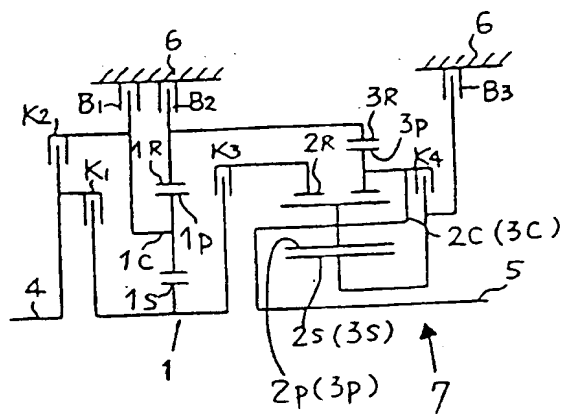 6
6
B1
B2
B3
K2
3R
3P
1R
K3
2R
K4
K1
1P
1C
2C (3C)
1S
5
4
2S (3S)
1
2p (3p)
7